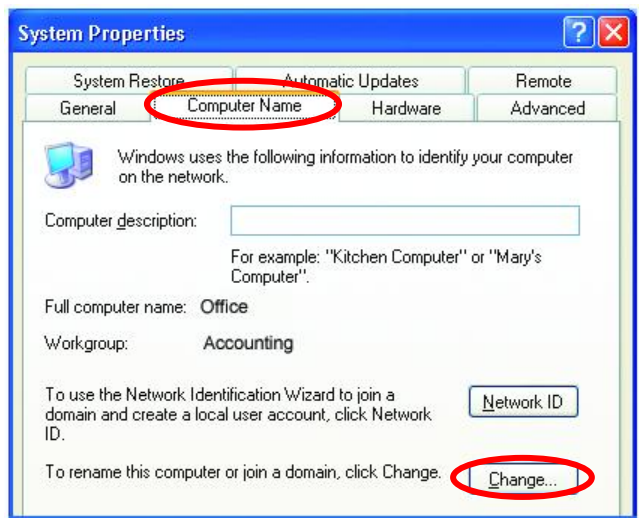 System Properties
System Restore Automatic Updates Remote
General Computer Name Hardware Advanced
Windows uses the following information to identify your computer
on the network.
Computer description:
For example: "Kitchen Computer" or "Mary's
Computer".
Full computer name: Office
Workgroup: Accounting
To use the Network Identification Wizard to join a
domain and create a local user account, click Network
ID.
Network ID
To rename this computer or join a domain, click Change.
Change...